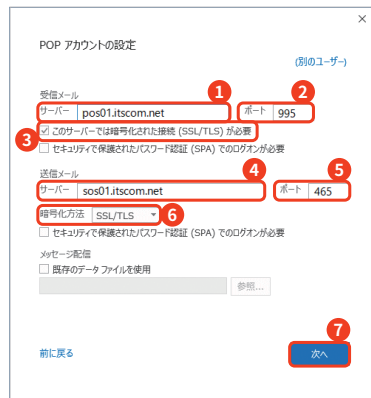 ×
POP アカウントの設定
(別のユーザー)
受信メール
1 2
サーバー pos01.itscom.net ポート 995
3 このサーバーでは暗号化された接続 (SSL/TLS) が必要
セキュリティで保護されたパスワード認証 (SPA) でのログオンが必要
送信メール
4 5
サーバー sos01.itscom.net ポート 465
暗号化方法 SSL/TLS 6
セキュリティで保護されたパスワード認証 (SPA) でのログオンが必要
メッセージ配信
既存のデータ ファイルを使用
参照...
7
前に戻る 次へ